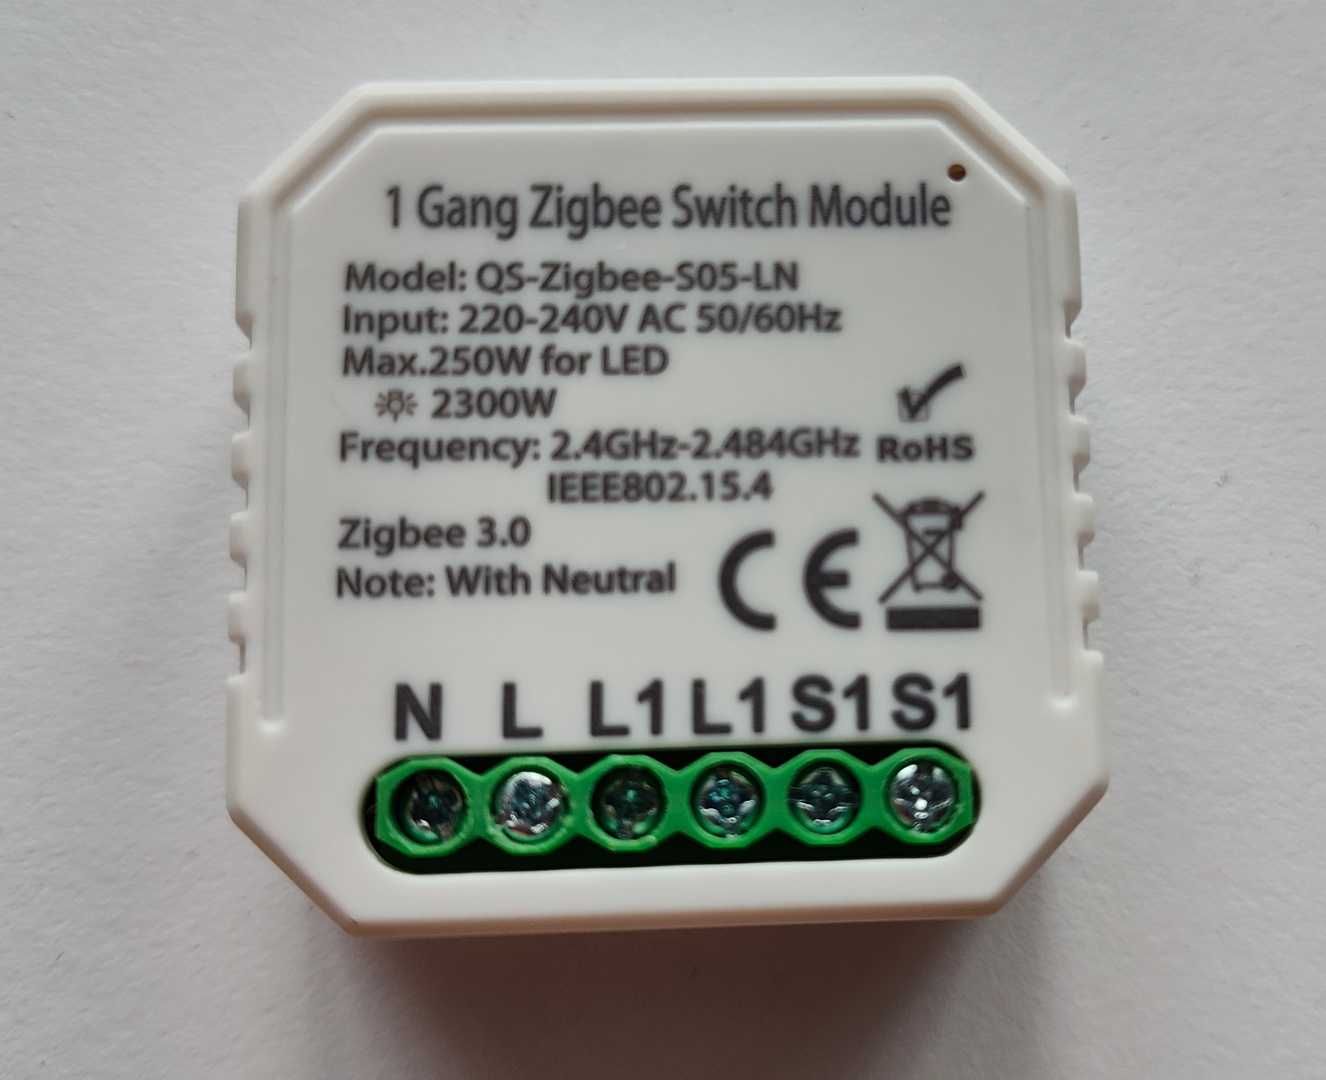 1 Gang Zigbee Switch Module
Model: QS-Zigbee-S05-LN
Input: 220-240V AC 50/60Hz
Max.250W for LED
2300W
Frequency: 2.4GHz-2.484GHz
IEEE802.15.4
RoHS
Zigbee 3.0
Note: With Neutral
CE
N L L1 L1 S1 S1